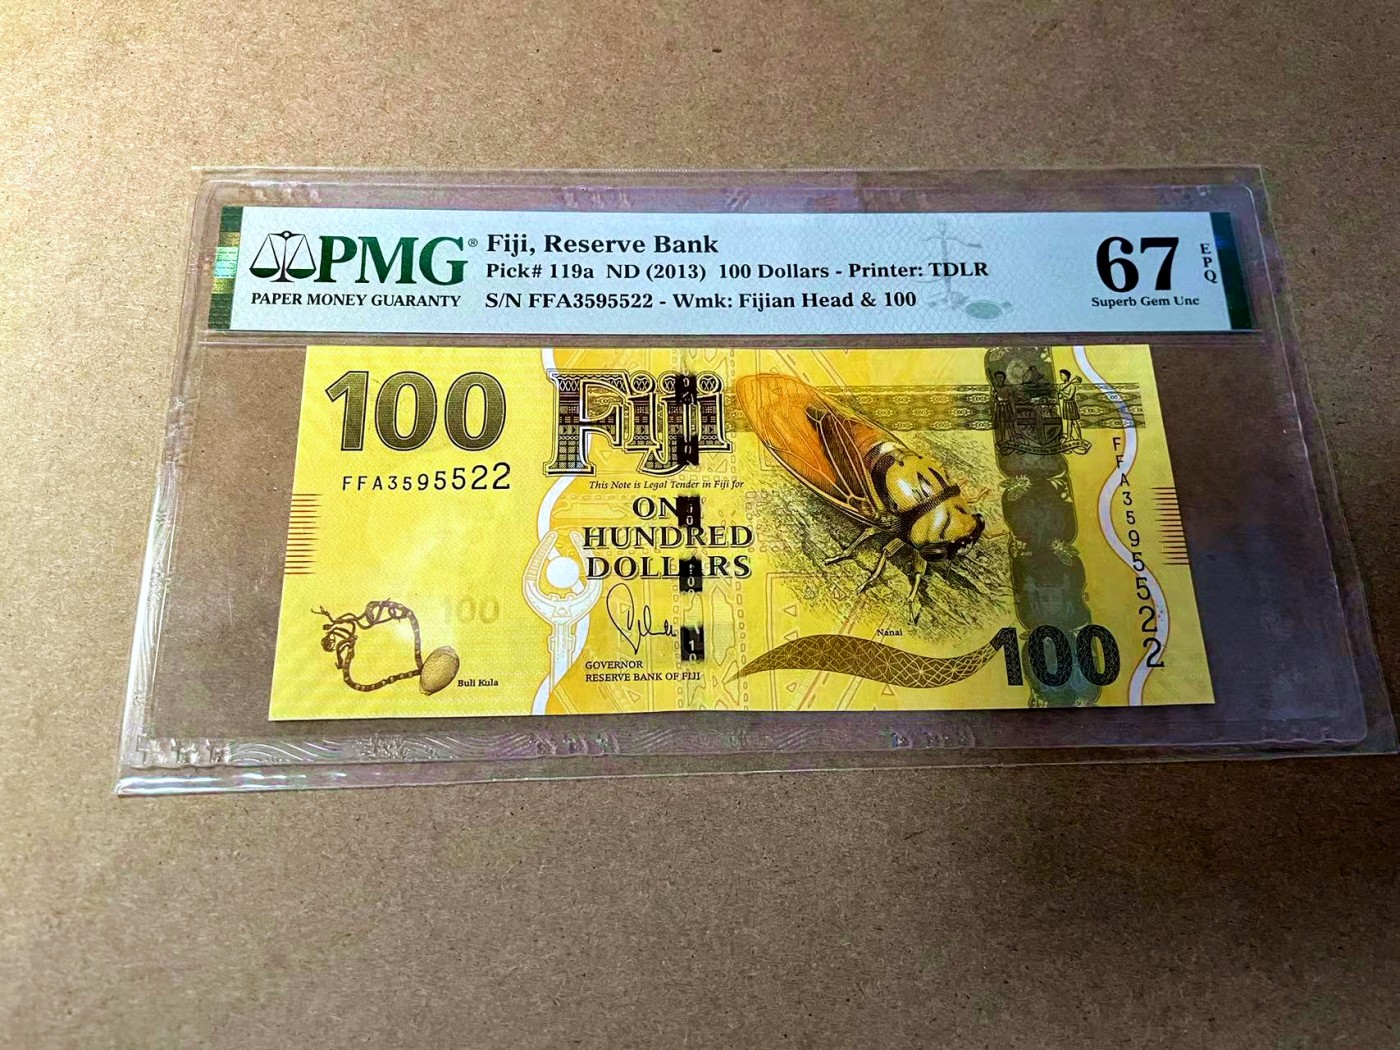 PMG®
PAPER MONEY GUARANTY
Fiji, Reserve Bank
Pick# 119a ND (2013) 100 Dollars - Printer: TDLR
S/N FFA3595522 - Wmk: Fijian Head & 100
67
Superb Gem Unc
EPQ
100
FFA3595522
Fiji
This Note is Legal Tender in Fiji for
ONE
HUNDRED
DOLLARS
GOVERNOR
RESERVE BANK OF FIJI
100
Buli Kula
Nanai
100
FFA3595522